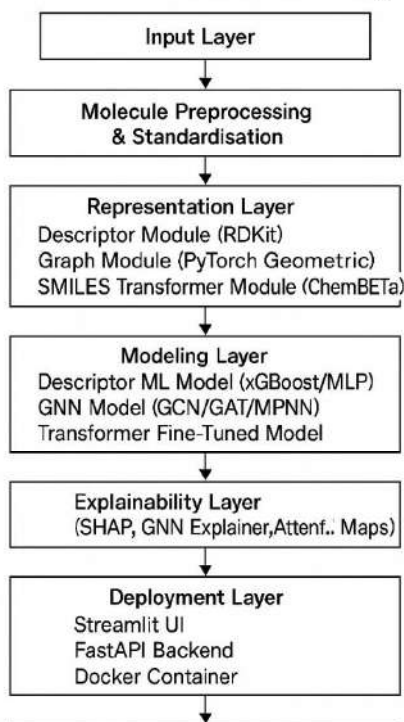 Input Layer
Molecule Preprocessing
& Standardisation
Representation Layer
Descriptor Module (RDKit)
Graph Module (PyTorch Geometric)
SMILES Transformer Module (ChemBETa)
Modeling Layer
Descriptor ML Model (xGBoost/MLP)
GNN Model (GCN/GAT/MPNN)
Transformer Fine-Tuned Model
Explainability Layer
(SHAP, GNN Explainer,Attenf.. Maps)
Deployment Layer
Streamlit UI
FastAPI Backend
Docker Container